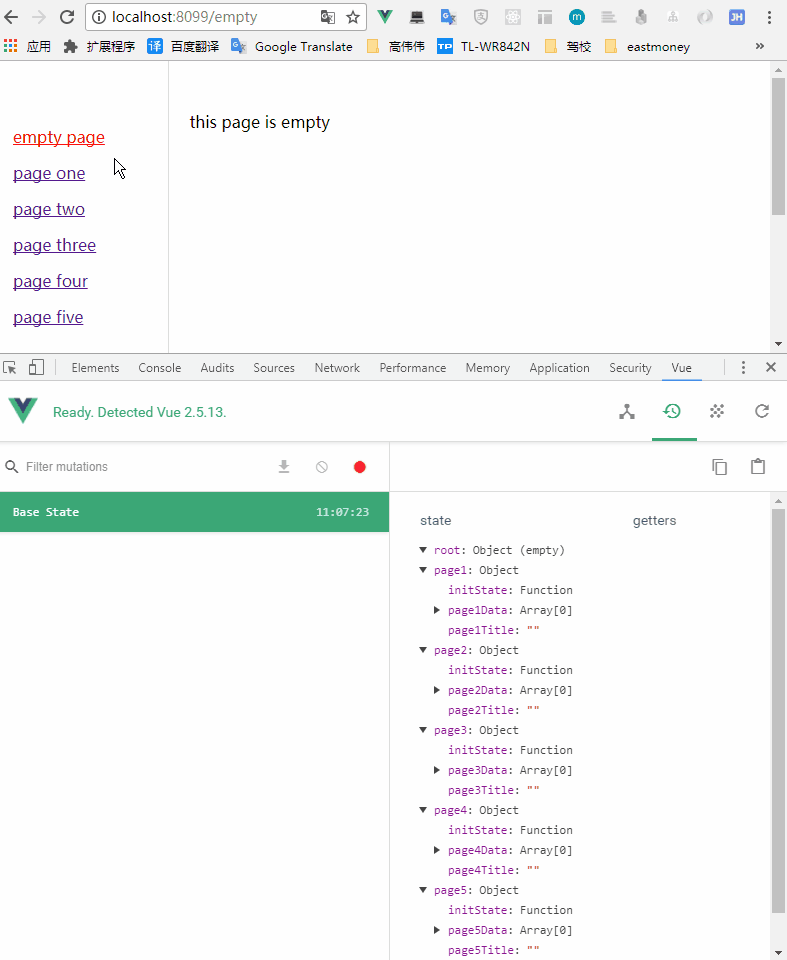 localhost:8099/empty
应用 扩展程序 译 百度翻译 Google Translate 高伟伟 TP TL-WR842N 驾校 eastmoney »
m JH
empty page
this page is empty
page one
page two
page three
page four
page five
Elements Console Audits Sources Network Performance Memory Application Security Vue
Ready. Detected Vue 2.5.13.
Filter mutations
Base State 11:07:23
state getters
root: Object (empty)
page1: Object
initState: Function
page1Data: Array[0]
page1Title: ""
page2: Object
initState: Function
page2Data: Array[0]
page2Title: ""
page3: Object
initState: Function
page3Data: Array[0]
page3Title: ""
page4: Object
initState: Function
page4Data: Array[0]
page4Title: ""
page5: Object
initState: Function
page5Data: Array[0]
page5Title: ""